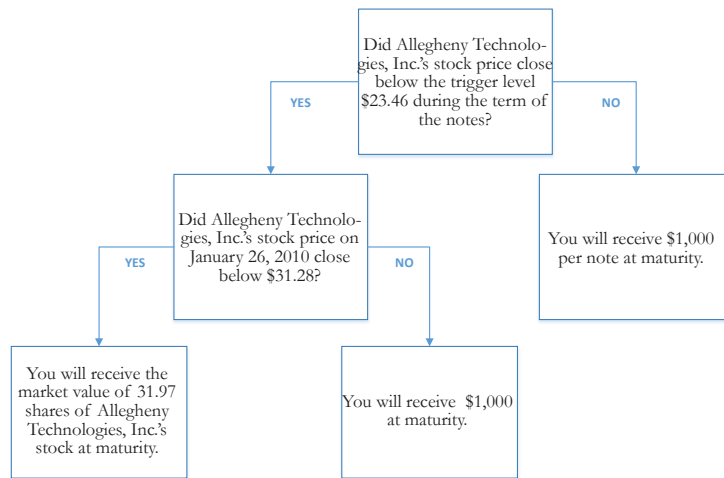 Did Allegheny Technolo-
gies, Inc.'s stock price close
below the trigger level
$23.46 during the term of
the notes?
YES
NO
Did Allegheny Technolo-
gies, Inc.'s stock price on
January 26, 2010 close
below $31.28?
You will receive $1,000
per note at maturity.
YES
NO
You will receive the
market value of 31.97
shares of Allegheny
Technologies, Inc.'s
stock at maturity.
You will receive $1,000
at maturity.